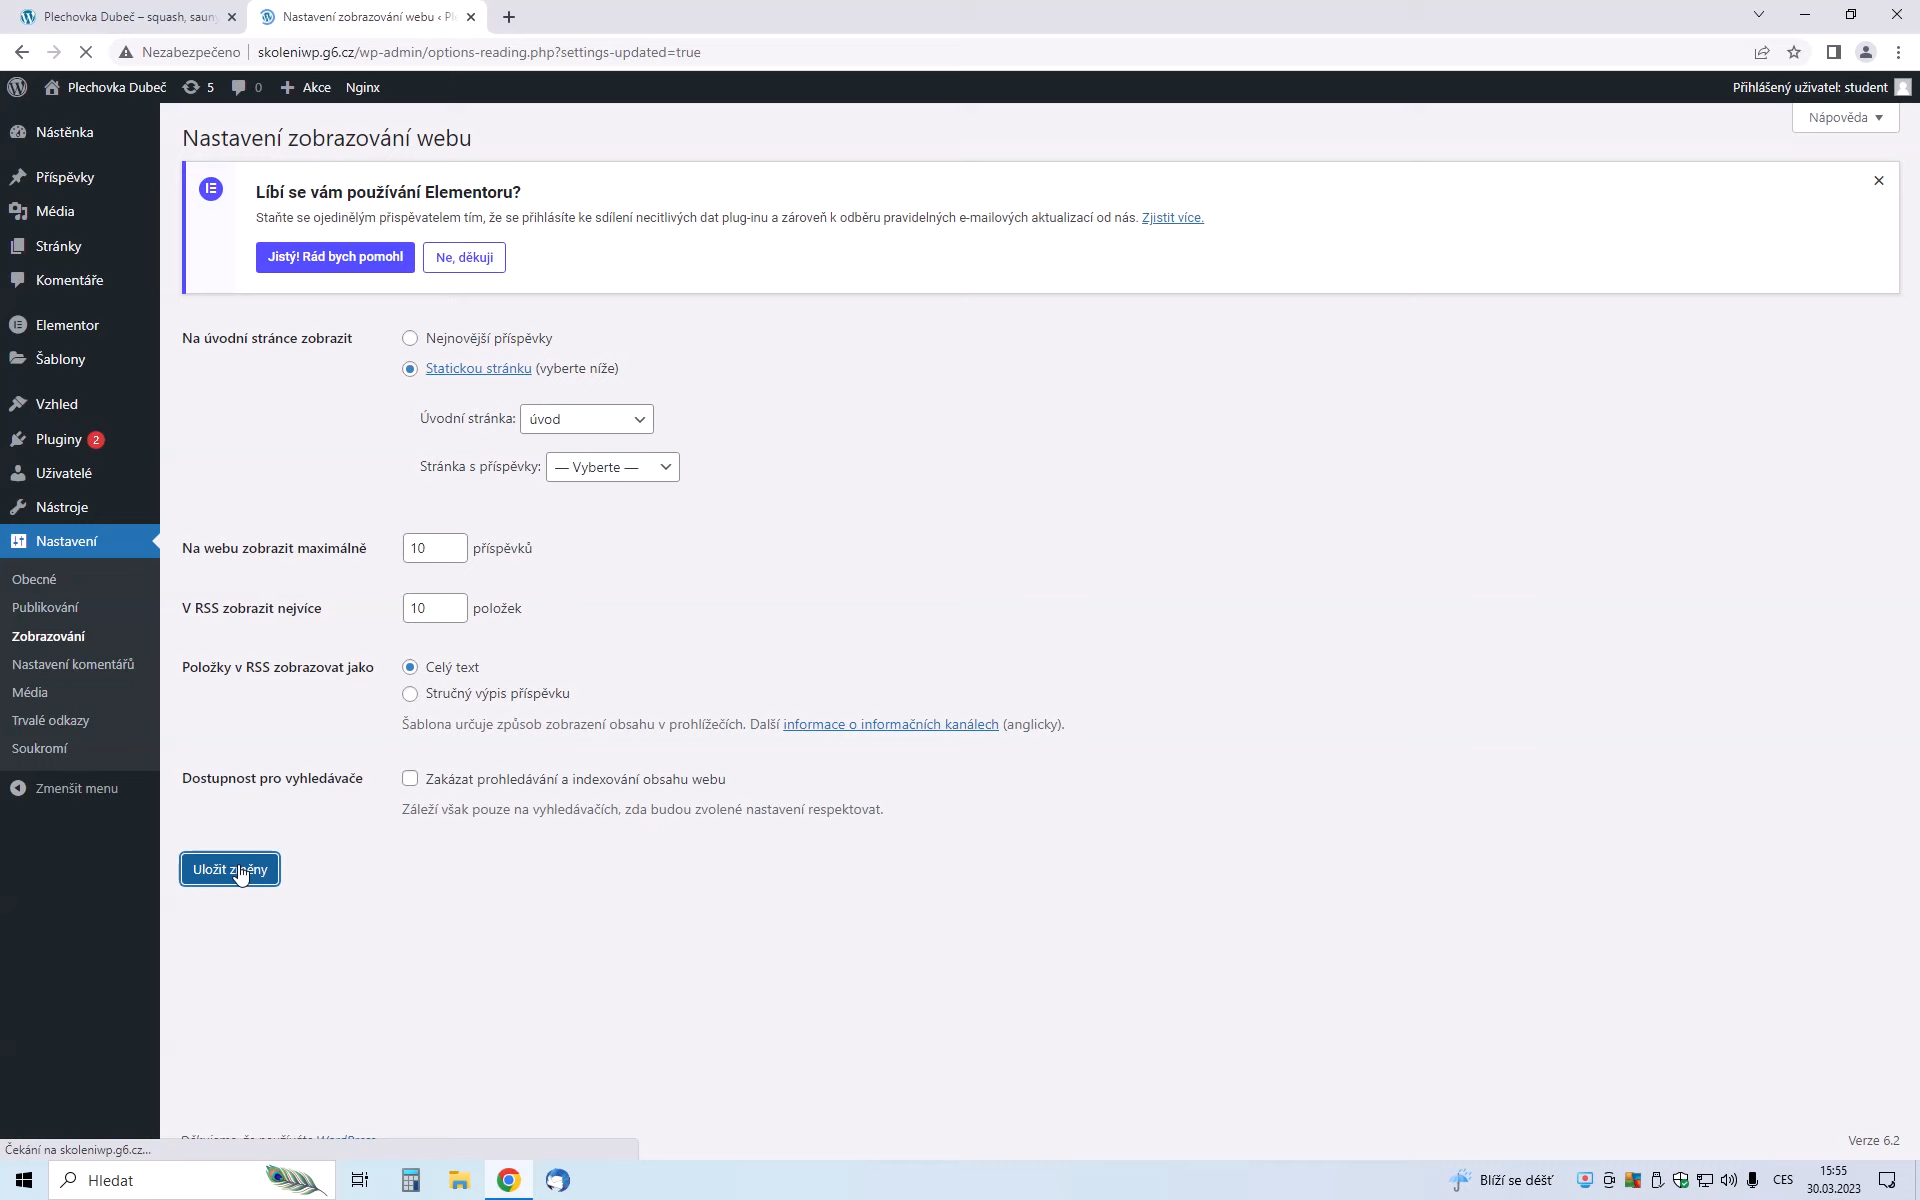 Plechovka Dubeč – squash, sauny
Nastavení zobrazování webu ‹ Ple
Nezabezpečeno
skoleniwp.g6.cz/wp-admin/options-reading.php?settings-updated=true
Plechovka Dubeč 5 0 Akce Nginx
Přihlášený uživatel: student
Nápověda
Nástěnka
Příspěvky
Média
Stránky
Komentáře
Elementor
Šablony
Vzhled
Pluginy 2
Uživatelé
Nástroje
Nastavení
Obecné
Publikování
Zobrazování
Nastavení komentářů
Média
Trvalé odkazy
Soukromí
Zmenšit menu
Nastavení zobrazování webu
Líbí se vám používání Elementoru?
Staňte se ojedinělým přispěvatelem tím, že se přihlásíte ke sdílení necitlivých dat plug-inu a zároveň k odběru pravidelných e-mailových aktualizací od nás. Zjistit více.
Jistý! Rád bych pomohl
Ne, děkuji
Na úvodní stránce zobrazit
Nejnovější příspěvky
Statickou stránku (vyberte níže)
Úvodní stránka: úvod
Stránka s příspěvky: — Vyberte —
Na webu zobrazit maximálně 10 příspěvků
V RSS zobrazit nejvíce 10 položek
Položky v RSS zobrazovat jako
Celý text
Stručný výpis příspěvku
Šablona určuje způsob zobrazení obsahu v prohlížečích. Další informace o informačních kanálech (anglicky).
Dostupnost pro vyhledávače
Zakázat prohledávání a indexování obsahu webu
Záleží však pouze na vyhledávačích, zda budou zvolené nastavení respektovat.
Uložit změny
Děkujeme, že používáte WordPress
Verze 6.2
Čekání na skoleniwp.g6.cz...
Hledat
Blíží se déšť
CES
15:55
30.03.2023